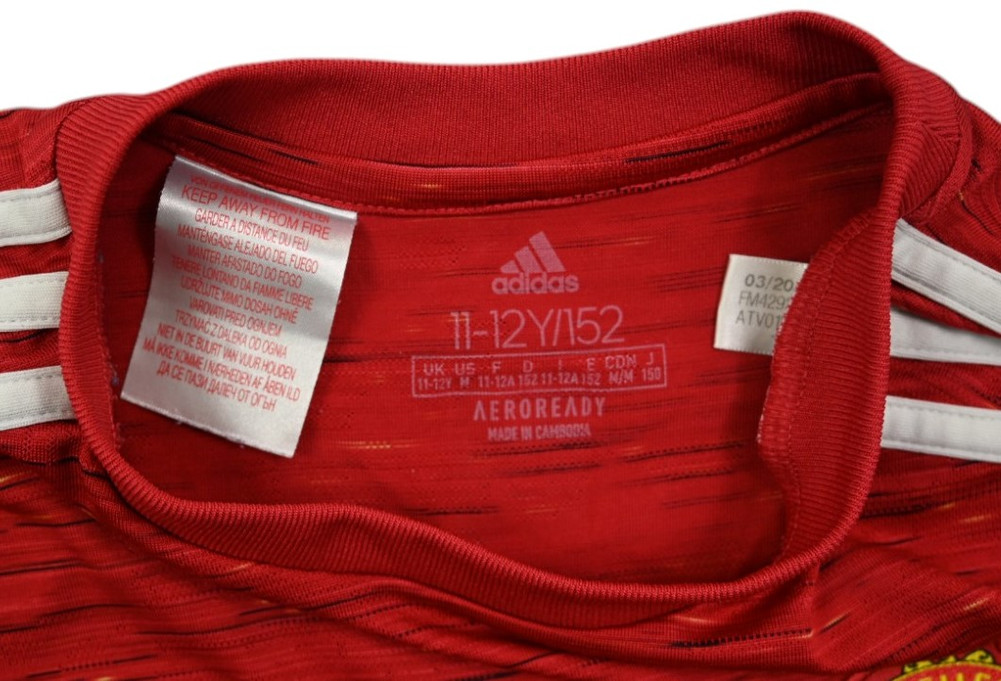 KEEP AWAY FROM FIRE
GARDER A DISTANCE DU FEU
MANTÉNGASE ALEJADO DEL FUEGO
MANTER AFASTADO DO FOGO
TENERE LONTANO DA FIAMME LIBERE
UDRŽUJTE MIMO DOSAH OHNĚ
VAROVATI PRED OGNJEM
TRZYMAĆ Z DALEKA OD OGNIA
NIET IN DE BUURT VAN VUUR HOUDEN
MÅ IKKE KOMME I NÆRHEDEN AF ÅBEN ILD
ДА СЕ ПАЗИ ДАЛЕЧ ОТ ОГЪН
adidas
11-12Y/152
UK US F D I E CDN J
11-12Y M 11-12A 152 11-12A 152 M/M 150
AEROREADY
MADE IN CAMBODIA
03/20
FM429
ATV01